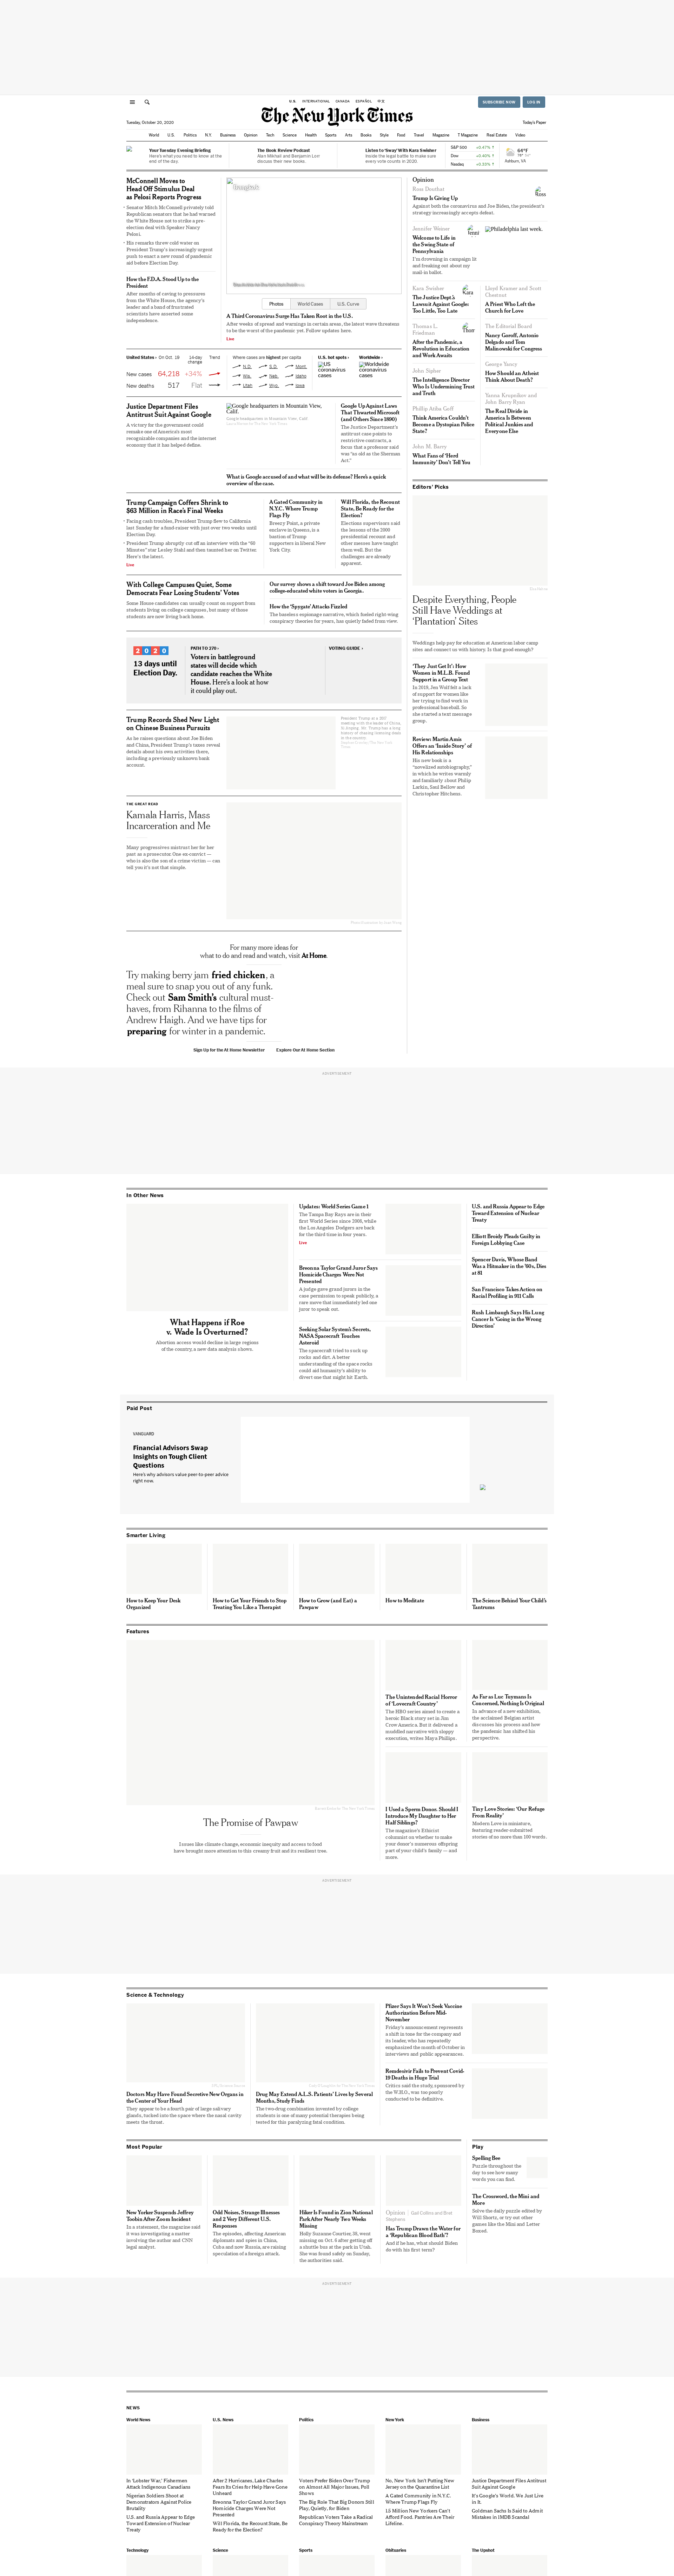 U.S. INTERNATIONAL CANADA ESPAÑOL 中文
SUBSCRIBE NOW LOG IN
The New York Times
Tuesday, October 20, 2020
Today's Paper
World U.S. Politics N.Y. Business Opinion Tech Science Health Sports Arts Books Style Food Travel Magazine T Magazine Real Estate Video
Your Tuesday Evening Briefing
Here's what you need to know at the
end of the day.
The Book Review Podcast
Alan Mikhail and Benjamin Lorr
discuss their new books.
Listen to 'Sway' With Kara Swisher
Inside the legal battle to make sure
every vote counts in 2020.
S&P 500 +0.47% ↑
Dow +0.40% ↑
Nasdaq +0.33% ↑
Ashburn, VA
McConnell Moves to
Head Off Stimulus Deal
as Pelosi Reports Progress
Senator Mitch McConnell privately told
Republican senators that he had warned
the White House not to strike a pre-
election deal with Speaker Nancy
Pelosi.
His remarks threw cold water on
President Trump's increasingly urgent
push to enact a new round of pandemic
aid before Election Day.
How the F.D.A. Stood Up to the
President
After months of caving to pressure
from the White House, the agency's
leader and a band of frustrated
scientists have asserted some
independence.
Photos World Cases U.S. Curve
A Third Coronavirus Surge Has Taken Root in the U.S.
After weeks of spread and warnings in certain areas, the latest wave threatens
to be the worst of the pandemic yet. Follow updates here.
Live
United States › On Oct. 19 14-day
change Trend
New cases 64,218 +34%
New deaths 517 Flat
Where cases are highest per capita
N.D. S.D. Mont.
Wis. Neb. Idaho
Utah Wyo. Iowa
U.S. hot spots ›
US
coronavirus
cases
Worldwide ›
Worldwide
coronavirus
cases
Justice Department Files
Antitrust Suit Against Google
A victory for the government could
remake one of America's most
recognizable companies and the internet
economy that it has helped define.
Google headquarters in Mountain View,
Calif.
Google headquarters in Mountain View, Calif.
Google Up Against Laws
That Thwarted Microsoft
(and Others Since 1890)
The Justice Department's
antitrust case points to
restrictive contracts, a
focus that a professor said
was "as old as the Sherman
Act."
What is Google accused of and what will be its defense? Here's a quick
overview of the case.
Trump Campaign Offers Shrink to
$63 Million in Race's Final Weeks
Facing cash troubles, President Trump flew to California
last Sunday for a fund-raiser with just over two weeks until
Election Day.
President Trump abruptly cut off an interview with the "60
Minutes" star Lesley Stahl and then taunted her on Twitter.
Here's the latest.
Live
A Gated Community in
N.Y.C. Where Trump
Flags Fly
Breezy Point, a private
enclave in Queens, is a
bastion of Trump
supporters in liberal New
York City.
Will Florida, the Recount
State, Be Ready for the
Election?
Elections supervisors said
the lessons of the 2000
presidential contest and
other messes have taught
them well. But the
challenges are already
apparent.
With College Campuses Quiet, Some
Democrats Fear Losing Students' Votes
Some House candidates can usually count on support from
students living on college campuses, but many of those
students are now living back home.
Our survey shows a shift toward Joe Biden among
college-educated white voters in Georgia.
How the 'Spygate' Attacks Fizzled
The baseless espionage narrative, which fueled right-wing
conspiracy theories for years, has quietly faded from view.
2020
13 days until
Election Day.
PATH TO 270 ›
Voters in battleground
states will decide which
candidate reaches the White
House. Here's a look at how
it could play out.
VOTING GUIDE ›
Trump Records Shed New Light
on Chinese Business Pursuits
As he raises questions about Joe Biden
and China, President Trump's taxes reveal
details about his own activities there,
including a previously unknown bank
account.
THE GREAT READ
Kamala Harris, Mass
Incarceration and Me
Many progressives mistrust her for her
past as a prosecutor. One ex-convict —
who is also the son of a crime victim — can
tell you it's not that simple.
For many more ideas for
what to do and read and watch, visit At Home.
Try making berry jam fried chicken, a
meal sure to snap you out of any funk.
Check out Sam Smith's cultural must-
haves, from Rihanna to the films of
Andrew Haigh. And we have tips for
preparing for winter in a pandemic.
Sign Up for the At Home Newsletter Explore Our At Home Section
Opinion
Ross Douthat
Trump Is Giving Up
Against both the coronavirus and Joe Biden, the president's
strategy increasingly accepts defeat.
Jennifer Weiner
Welcome to Life in
the Swing State of
Pennsylvania
I'm drowning in campaign lit
and freaking out about my
mail-in ballot.
Philadelphia last week.
Kara Swisher
The Justice Dept.'s
Lawsuit Against Google:
Too Little, Too Late
Lloyd Kramer and Scott
A Priest Who Left the
Church for Love
Thomas L.
Friedman
After the Pandemic, a
Revolution in Education
and Work Awaits
The Editorial Board
Nancy Goroff, Antonio
Delgado and Tom
Malinowski for Congress
John Sipher
The Intelligence Director
Who Is Undermining Trust
and Truth
George Yancy
How Should an Atheist
Think About Death?
Phillip Atiba Goff
Think America Couldn't
Become a Dystopian Police
State?
Yanna Krupnikov and
John Barry Ryan
The Real Divide in
America Is Between
Political Junkies and
Everyone Else
John M. Barry
What Fans of 'Herd
Immunity' Don't Tell You
Editors' Picks
Despite Everything, People
Still Have Weddings at
'Plantation' Sites
Weddings help pay for education at American labor camp
sites and connect us with history. Is that good enough?
'They Just Get It': How
Women in M.L.B. Found
Support in a Group Text
In 2019, Jen Wolf felt a lack
of support for women like
her trying to find work in
professional baseball. So
she started a text message
group.
Review: Martin Amis
Offers an 'Inside Story' of
His Relationships
His new book is a
"novelized autobiography,"
in which he writes warmly
and familiarly about Philip
Larkin, Saul Bellow and
Christopher Hitchens.
ADVERTISEMENT
In Other News
What Happens if Roe
v. Wade Is Overturned?
Abortion access would decline in large regions
of the country, a new data analysis shows.
Updates: World Series Game 1
The Tampa Bay Rays are in their
first World Series since 2008, while
the Los Angeles Dodgers are back
for the third time in four years.
Live
Breonna Taylor Grand Juror Says
Homicide Charges Were Not
Presented
A judge gave grand jurors in the
case permission to speak publicly, a
rare move that immediately led one
juror to speak out.
Seeking Solar System's Secrets,
NASA Spacecraft Touches
Asteroid
The spacecraft tried to suck up
rocks and dirt. A better
understanding of the space rocks
could aid humanity's ability to
divert one that might hit Earth.
U.S. and Russia Appear to Edge
Toward Extension of Nuclear
Treaty
Elliott Broidy Pleads Guilty in
Foreign Lobbying Case
Spencer Davis, Whose Band
Was a Hitmaker in the '60s, Dies
at 81
San Francisco Takes Action on
Racial Profiling in 911 Calls
Rush Limbaugh Says His Lung
Cancer Is 'Going in the Wrong
Direction'
Paid Post
VANGUARD
Financial Advisors Swap
Insights on Tough Client
Questions
Here's why advisors value peer-to-peer advice
right now.
Smarter Living
How to Keep Your Desk
Organized
How to Get Your Friends to Stop
Treating You Like a Therapist
How to Grow (and Eat) a
Pawpaw
How to Meditate
The Science Behind Your Child's
Tantrums
Features
The Promise of Pawpaw
Issues like climate change, economic inequity and access to food
have brought more attention to this creamy fruit and its resilient tree.
The Unintended Racial Horror
of 'Lovecraft Country'
The HBO series aimed to create a
heroic Black story set in Jim
Crow America. But it delivered a
muddled narrative with sloppy
execution, writes Maya Phillips.
As Far as Luc Tuymans Is
Concerned, Nothing Is Original
In advance of a new exhibition,
the acclaimed Belgian artist
discusses his process and how
the pandemic has shifted his
perspective.
I Used a Sperm Donor. Should I
Introduce My Daughter to Her
Half Siblings?
The magazine's Ethicist
columnist on whether to make
your donor's numerous offspring
part of your child's family — and
more.
Tiny Love Stories: 'Our Refuge
From Reality'
Modern Love in miniature,
featuring reader-submitted
stories of no more than 100 words.
ADVERTISEMENT
Science & Technology
Doctors May Have Found Secretive New Organs in
the Center of Your Head
They appear to be a fourth pair of large salivary
glands, tucked into the space where the nasal cavity
meets the throat.
Drug May Extend A.L.S. Patients' Lives by Several
Months, Study Finds
The two-drug combination invented by college
students is one of many potential therapies being
tested for this paralyzing fatal condition.
Pfizer Says It Won't Seek Vaccine
Authorization Before Mid-
November
Friday's announcement represents
a shift in tone for the company and
its leader, who has repeatedly
emphasized the month of October in
interviews and public appearances.
Remdesivir Fails to Prevent Covid-
19 Deaths in Huge Trial
Critics said the study, sponsored by
the W.H.O., was too poorly
conducted to be definitive.
Most Popular
New Yorker Suspends Jeffrey
Toobin After Zoom Incident
In a statement, the magazine said
it was investigating a matter
involving the author and CNN
legal analyst.
Odd Noises, Strange Illnesses
and 2 Very Different U.S.
Responses
The episodes, affecting American
diplomats and spies in China,
Cuba and now Russia, are raising
speculation of a foreign attack.
Hiker Is Found in Zion National
Park After Nearly Two Weeks
Missing
Holly Suzanne Courtier, 38, went
missing on Oct. 6 after getting off
a shuttle bus at the park in Utah.
She was found safely on Sunday,
the authorities said.
Opinion Gail Collins and Bret
Stephens
Has Trump Drawn the Water for
a 'Republican Blood Bath'?
And if he has, what should Biden
do with his first term?
Play
Spelling Bee
Puzzle throughout the
day to see how many
words you can find.
The Crossword, the Mini and
More
Solve the daily puzzle edited by
Will Shortz, or try out other
games like the Mini and Letter
Boxed.
ADVERTISEMENT
NEWS
World News
In 'Lobster War,' Fishermen
Attack Indigenous Canadians
Nigerian Soldiers Shoot at
Demonstrators Against Police
Brutality
U.S. and Russia Appear to Edge
Toward Extension of Nuclear
Treaty
U.S. News
After 2 Hurricanes, Lake Charles
Fears Its Cries for Help Have Gone
Unheard
Breonna Taylor Grand Juror Says
Homicide Charges Were Not
Presented
Will Florida, the Recount State, Be
Ready for the Election?
Politics
Voters Prefer Biden Over Trump
on Almost All Major Issues, Poll
Shows
The Big Role That Big Donors Still
Play, Quietly, for Biden
Republican Voters Take a Radical
Conspiracy Theory Mainstream
New York
No, New York Isn't Putting New
Jersey on the Quarantine List
A Gated Community in N.Y.C.
Where Trump Flags Fly
1.5 Million New Yorkers Can't
Afford Food. Pantries Are Their
Lifeline.
Business
Justice Department Files Antitrust
Suit Against Google
It's Google's World. We Just Live
in It.
Goldman Sachs Is Said to Admit
Mistakes in 1MDB Scandal
Technology Science Sports Obituaries The Upshot